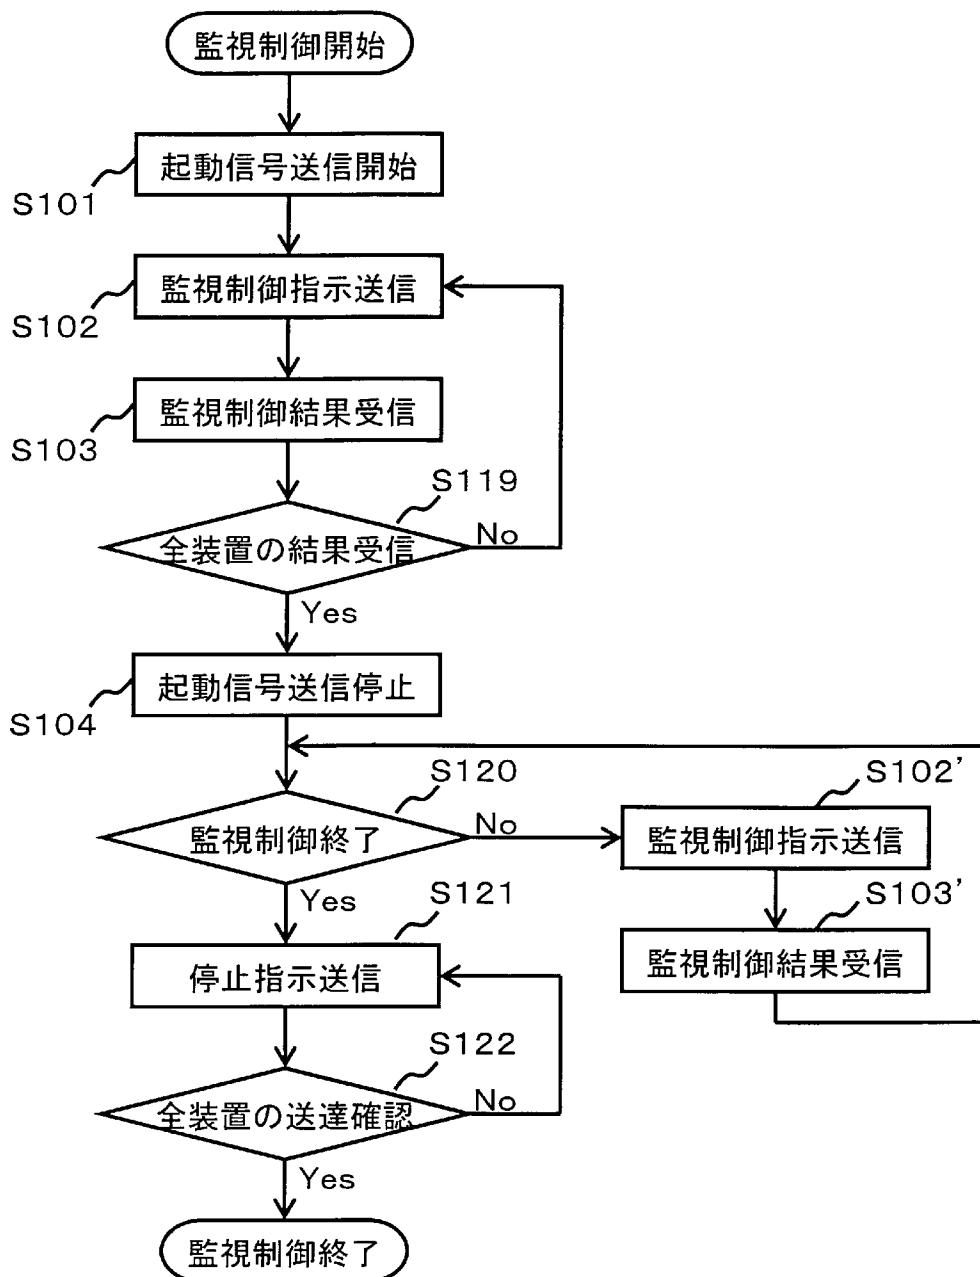 監視制御開始
起動信号送信開始
S101
監視制御指示送信
S102
監視制御結果受信
S103
S119
全装置の結果受信
No
Yes
起動信号送信停止
S104
S120
監視制御終了
No
S102’
監視制御指示送信
Yes
S121
S103’
監視制御結果受信
停止指示送信
S122
全装置の送達確認
No
Yes
監視制御終了